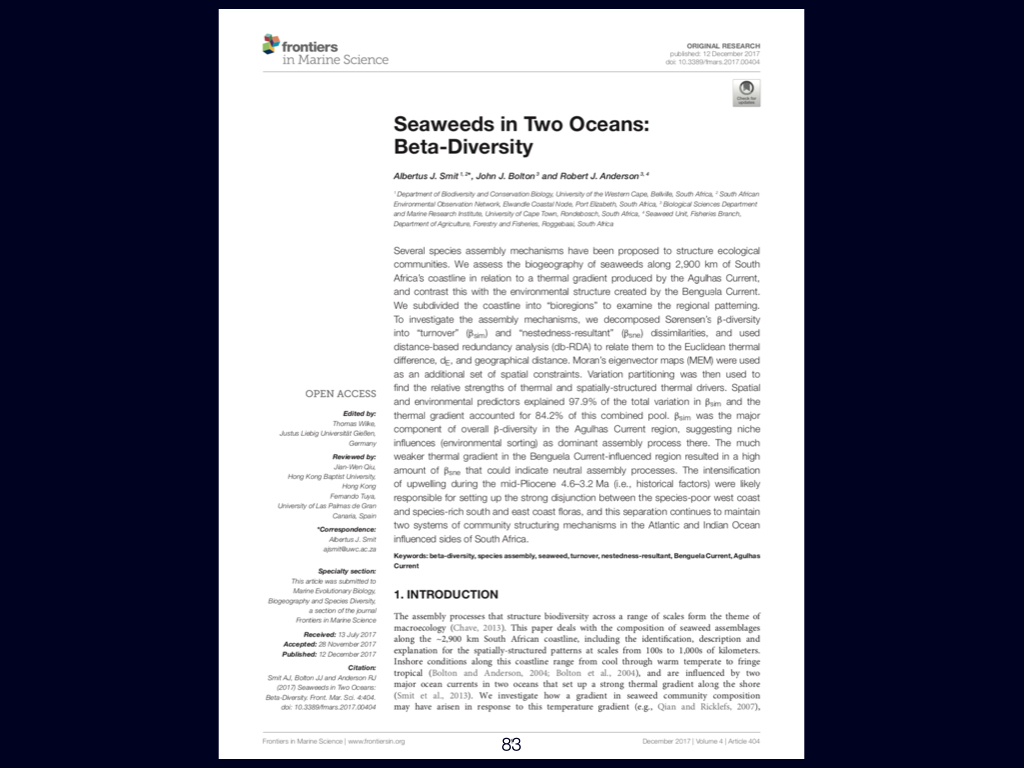 frontiers
in Marine Science
ORIGINAL RESEARCH
published: 12 December 2017
doi: 10.3389/fmars.2017.00404
Check for
updates
Seaweeds in Two Oceans:
Beta-Diversity
Albertus J. Smit 1, 2*, John J. Bolton 3 and Robert J. Anderson 3, 4
1 Department of Biodiversity and Conservation Biology, University of the Western Cape, Bellville, South Africa, 2 South African
Environmental Observation Network, Elwandle Coastal Node, Port Elizabeth, South Africa, 3 Biological Sciences Department
and Marine Research Institute, University of Cape Town, Rondebosch, South Africa, 4 Seaweed Unit, Fisheries Branch,
Department of Agriculture, Forestry and Fisheries, Roggebaai, South Africa
Several species assembly mechanisms have been proposed to structure ecological
communities. We assess the biogeography of seaweeds along 2,900 km of South
Africa's coastline in relation to a thermal gradient produced by the Agulhas Current,
and contrast this with the environmental structure created by the Benguela Current.
We subdivided the coastline into "bioregions" to examine the regional patterning.
To investigate the assembly mechanisms, we decomposed Sørensen's β-diversity
into "turnover" (βsim) and "nestedness-resultant" (βsne) dissimilarities, and used
distance-based redundancy analysis (db-RDA) to relate them to the Euclidean thermal
difference, dE, and geographical distance. Moran's eigenvector maps (MEM) were used
as an additional set of spatial constraints. Variation partitioning was then used to
find the relative strengths of thermal and spatially-structured thermal drivers. Spatial
and environmental predictors explained 97.9% of the total variation in βsim and the
thermal gradient accounted for 84.2% of this combined pool. βsim was the major
component of overall β-diversity in the Agulhas Current region, suggesting niche
influences (environmental sorting) as dominant assembly process there. The much
weaker thermal gradient in the Benguela Current-influenced region resulted in a high
amount of βsne that could indicate neutral assembly processes. The intensification
of upwelling during the mid-Pliocene 4.6–3.2 Ma (i.e., historical factors) were likely
responsible for setting up the strong disjunction between the species-poor west coast
and species-rich south and east coast floras, and this separation continues to maintain
two systems of community structuring mechanisms in the Atlantic and Indian Ocean
influenced sides of South Africa.
Keywords: beta-diversity, species assembly, seaweed, turnover, nestedness-resultant, Benguela Current, Agulhas
Current
OPEN ACCESS
Edited by:
Thomas Wilke,
Justus Liebig Universität Gießen,
Germany
Reviewed by:
Jian-Wen Qiu,
Hong Kong Baptist University,
Hong Kong
Fernando Tuya,
University of Las Palmas de Gran
Canaria, Spain
*Correspondence:
Albertus J. Smit
ajsmit@uwc.ac.za
Specialty section:
This article was submitted to
Marine Evolutionary Biology,
Biogeography and Species Diversity,
a section of the journal
Frontiers in Marine Science
Received: 13 July 2017
Accepted: 28 November 2017
Published: 12 December 2017
Citation:
Smit AJ, Bolton JJ and Anderson RJ
(2017) Seaweeds in Two Oceans:
Beta-Diversity. Front. Mar. Sci. 4:404.
doi: 10.3389/fmars.2017.00404
1. INTRODUCTION
The assembly processes that structure biodiversity across a range of scales form the theme of
macroecology (Chave, 2013). This paper deals with the composition of seaweed assemblages
along the ~2,900 km South African coastline, including the identification, description and
explanation for the spatially-structured patterns at scales from 100s to 1,000s of kilometers.
Inshore conditions along this coastline range from cool through warm temperate to fringe
tropical (Bolton and Anderson, 2004; Bolton et al., 2004), and are influenced by two
major ocean currents in two oceans that set up a strong thermal gradient along the shore
(Smit et al., 2013). We investigate how a gradient in seaweed community composition
may have arisen in response to this temperature gradient (e.g., Qian and Ricklefs, 2007),
Frontiers in Marine Science | www.frontiersin.org
83
December 2017 | Volume 4 | Article 404